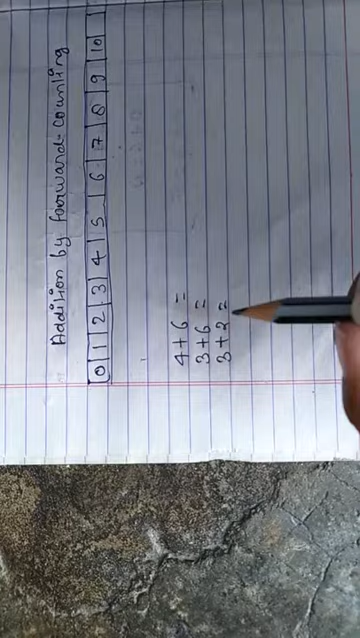 Addition by forward-counting
0 1 2 3 4 5 6 7 8 9 10
4+6 =
3+6 =
3+2 =